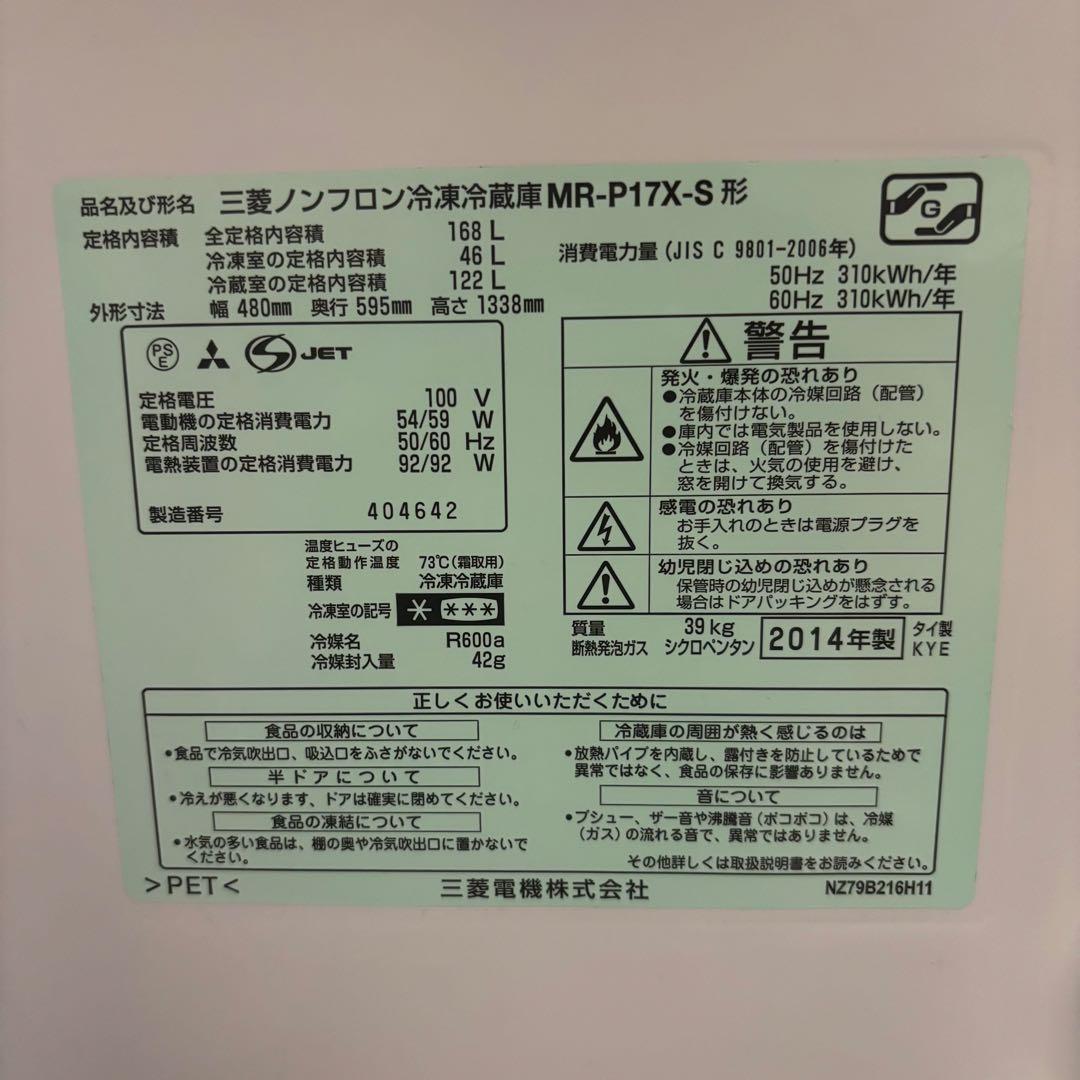 品名及び形名 三菱ノンフロン冷凍冷蔵庫 MR-P17X-S 形
G
定格内容積 全定格内容積 168 L
冷凍室の定格内容積 46 L
冷蔵室の定格内容積 122 L
外形寸法 幅 480mm 奥行 595mm 高さ 1338mm
消費電力量 (JIS C 9801-2006年)
50Hz 310kWh/年
60Hz 310kWh/年
PSE JET
定格電圧 100 V
電動機の定格消費電力 54/59 W
定格周波数 50/60 Hz
電熱装置の定格消費電力 92/92 W
製造番号 404642
温度ヒューズの
定格動作温度 73℃(霜取用)
種類 冷凍冷蔵庫
冷凍室の記号 * ***
冷媒名 R600a
冷媒封入量 42g
警告
発火・爆発の恐れあり
●冷蔵庫本体の冷媒回路（配管）
を傷付けない。
●庫内では電気製品を使用しない。
●冷媒回路（配管）を傷付けた
ときは、火気の使用を避け、
窓を開けて換気する。
感電の恐れあり
お手入れのときは電源プラグを
抜く。
幼児閉じ込めの恐れあり
保管時の幼児閉じ込めが懸念される
場合はドアパッキングをはずす。
質量 39kg
断熱発泡ガス シクロペンタン
2014年製
タイ製
KYE
正しくお使いいただくために
食品の収納について
•食品で冷気吹出口、吸込口をふさがないでください。
半ドアについて
•冷えが悪くなります、ドアは確実に閉めてください。
食品の凍結について
•水気の多い食品は、棚の奥や冷気吹出口に置かないで
ください。
冷蔵庫の周囲が熱く感じるのは
•放熱パイプを内蔵し、露付きを防止しているためで
異常ではなく、食品の保存に影響ありません。
音について
•プシュー、ザー音や沸騰音（ポコポコ）は、冷媒
（ガス）の流れる音で、異常ではありません。
その他詳しくは取扱説明書をお読みください。
>PET<
三菱電機株式会社
NZ79B216H11